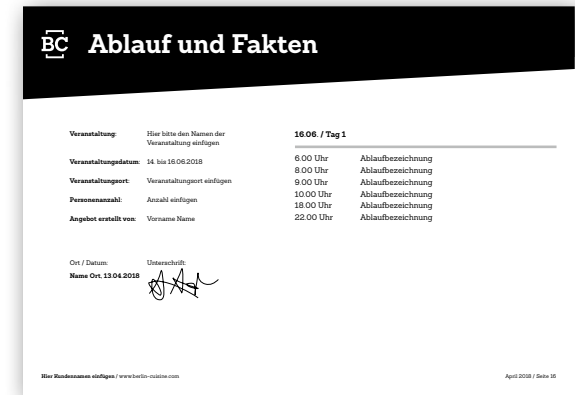 BC
Ablauf und Fakten
Veranstaltung: Hier bitte den Namen der
Veranstaltung einfügen
Veranstaltungsdatum: 14. bis 16.06.2018
Veranstaltungsort: Veranstaltungsort einfügen
Personenanzahl: Anzahl einfügen
Angebot erstellt von: Vorname Name
Ort / Datum: Unterschrift:
Name Ort, 13.04.2018
16.06. / Tag 1
6.00 Uhr Ablaufbezeichnung
8.00 Uhr Ablaufbezeichnung
9.00 Uhr Ablaufbezeichnung
10.00 Uhr Ablaufbezeichnung
18.00 Uhr Ablaufbezeichnung
22.00 Uhr Ablaufbezeichnung
Hier Kundennamen einfügen / www.berlin-cuisine.com
April 2018 / Seite 16